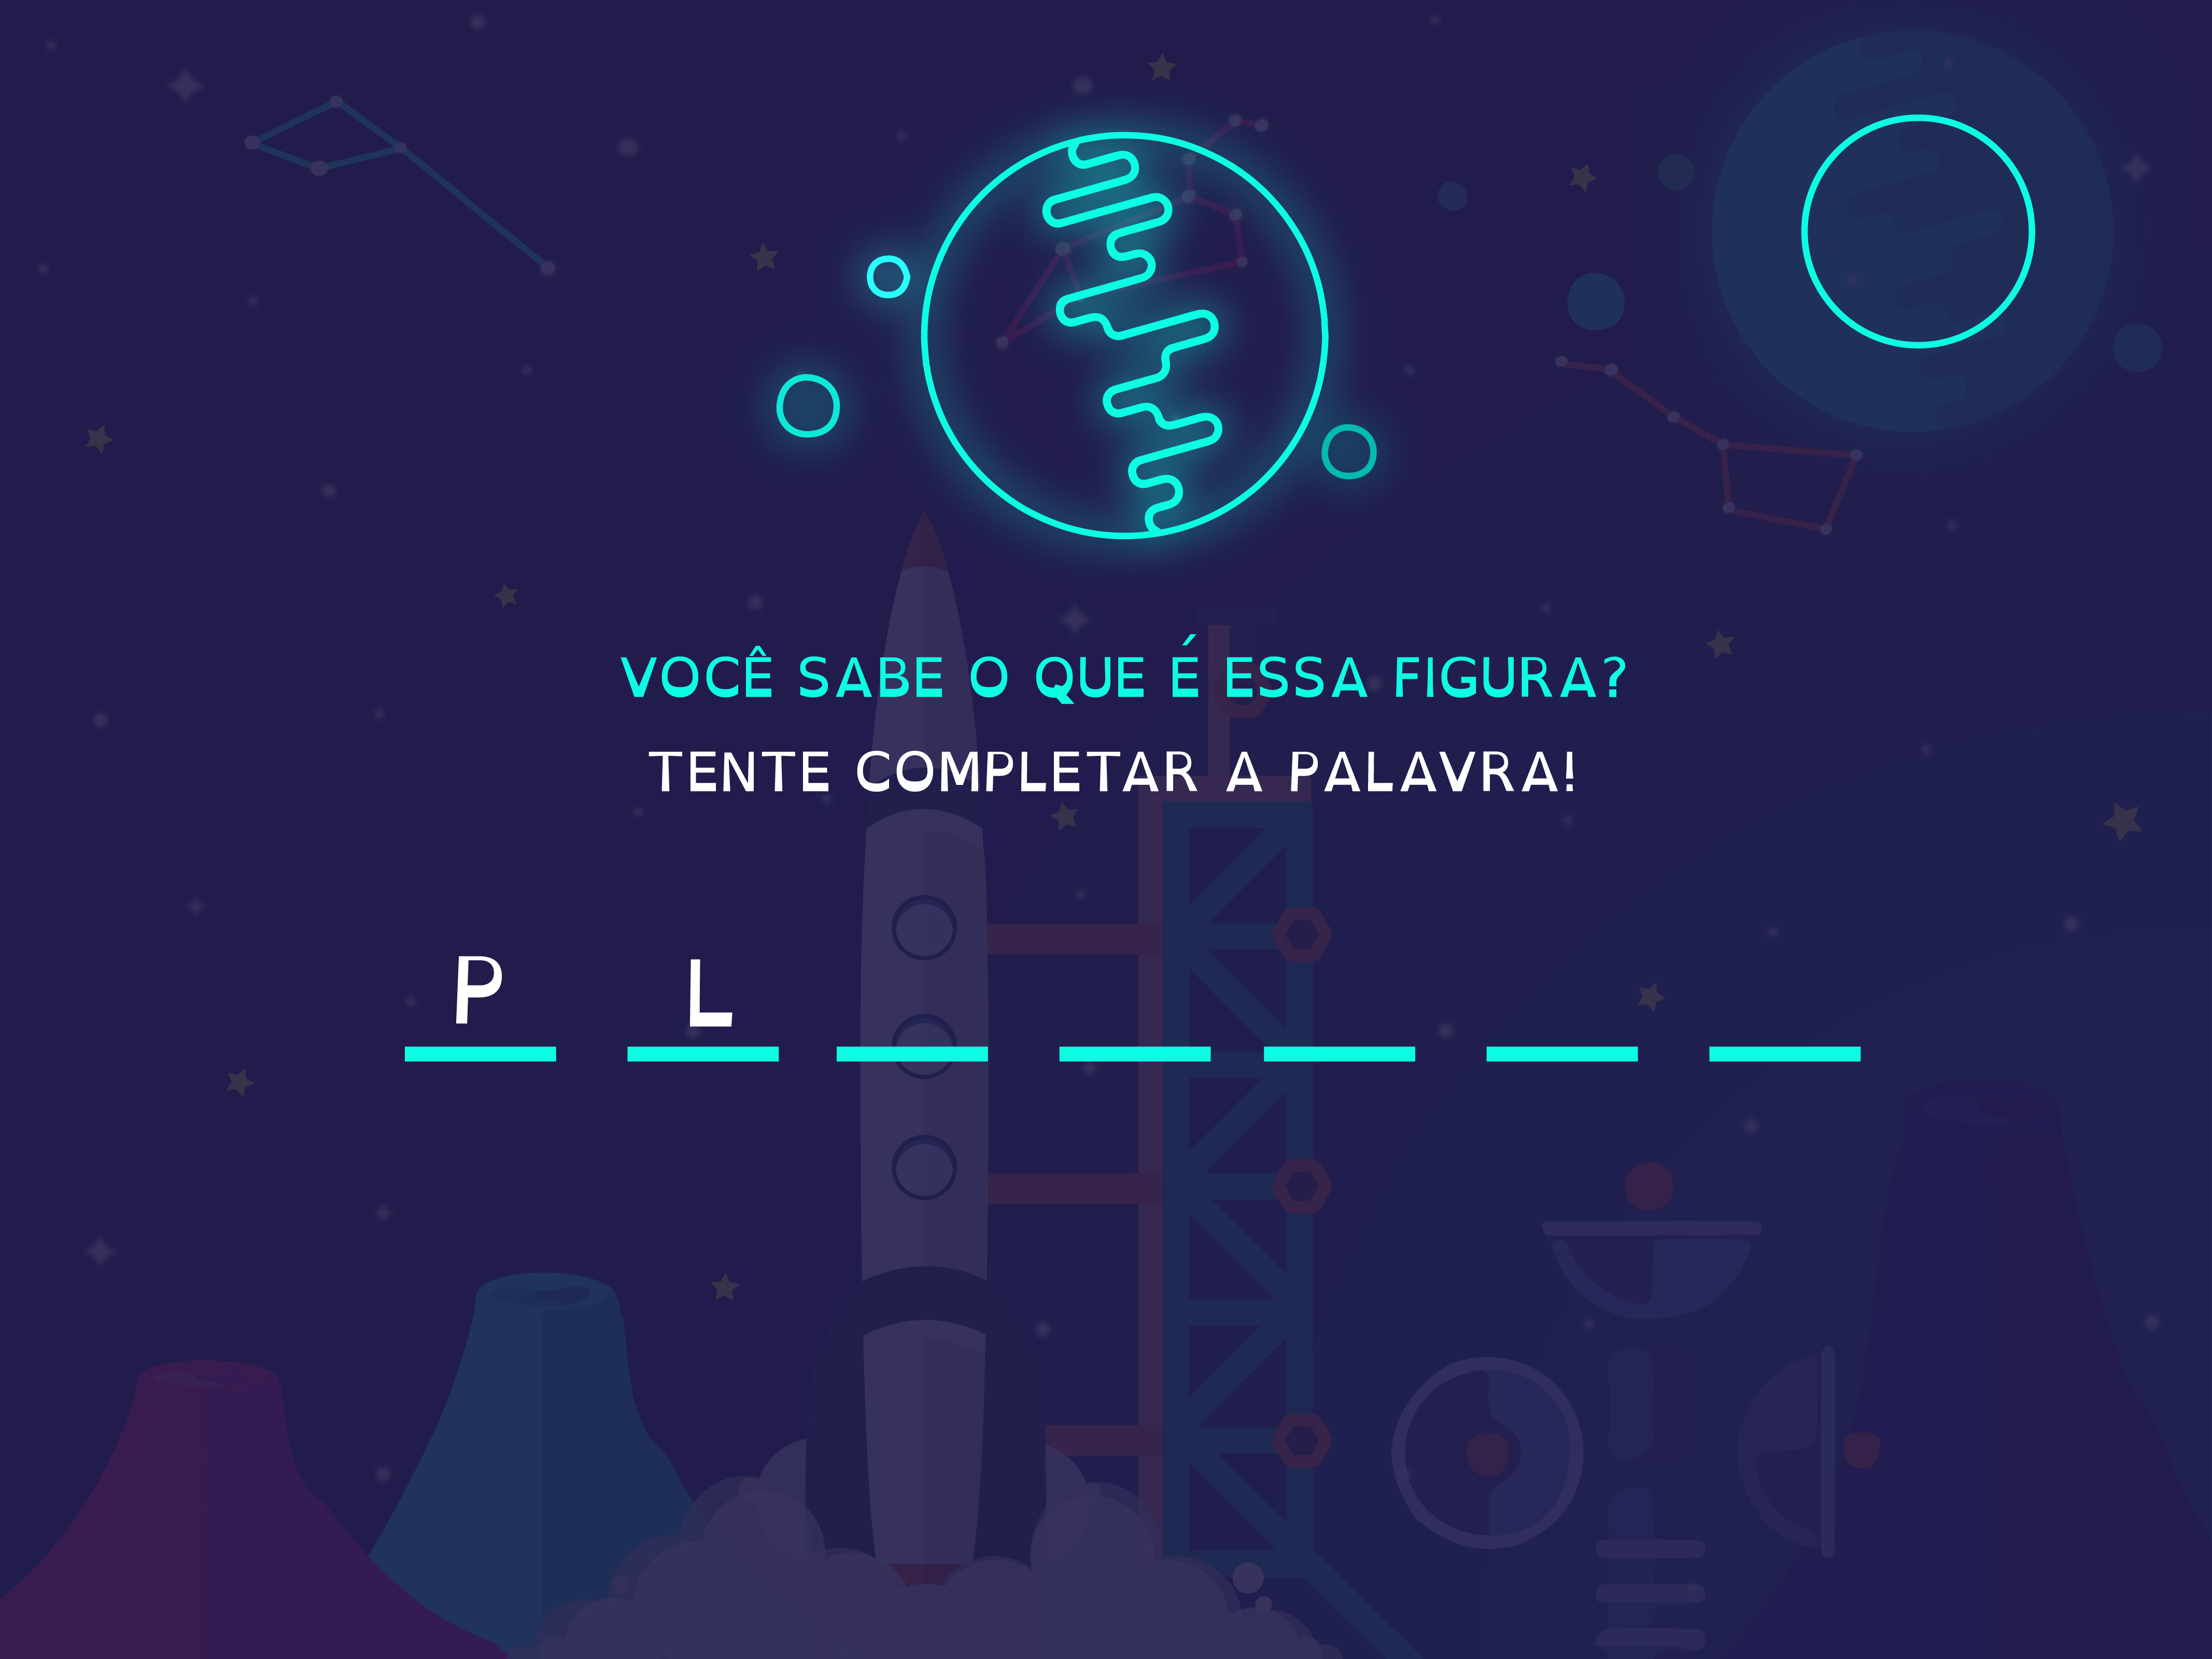 VOCÊ SABE O QUE É ESSA FIGURA?
TENTE COMPLETAR A PALAVRA!
P L